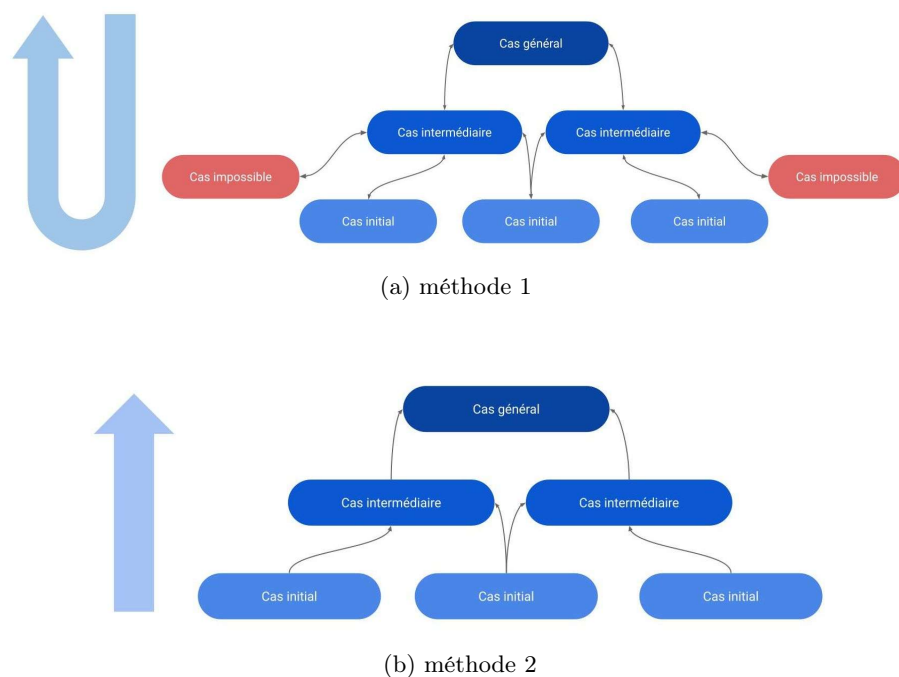 Cas général
Cas intermédiaire
Cas intermédiaire
Cas impossible
Cas impossible
Cas initial
Cas initial
Cas initial
(a) méthode 1
Cas général
Cas intermédiaire
Cas intermédiaire
Cas initial
Cas initial
Cas initial
(b) méthode 2